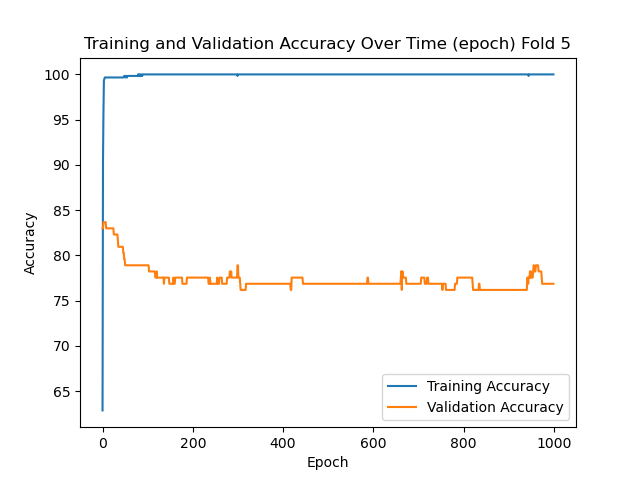 Training and Validation Accuracy Over Time (epoch) Fold 5
100
95
90
85
80
75
70
65
Accuracy
0
200
400
600
800
1000
Epoch
Training Accuracy
Validation Accuracy